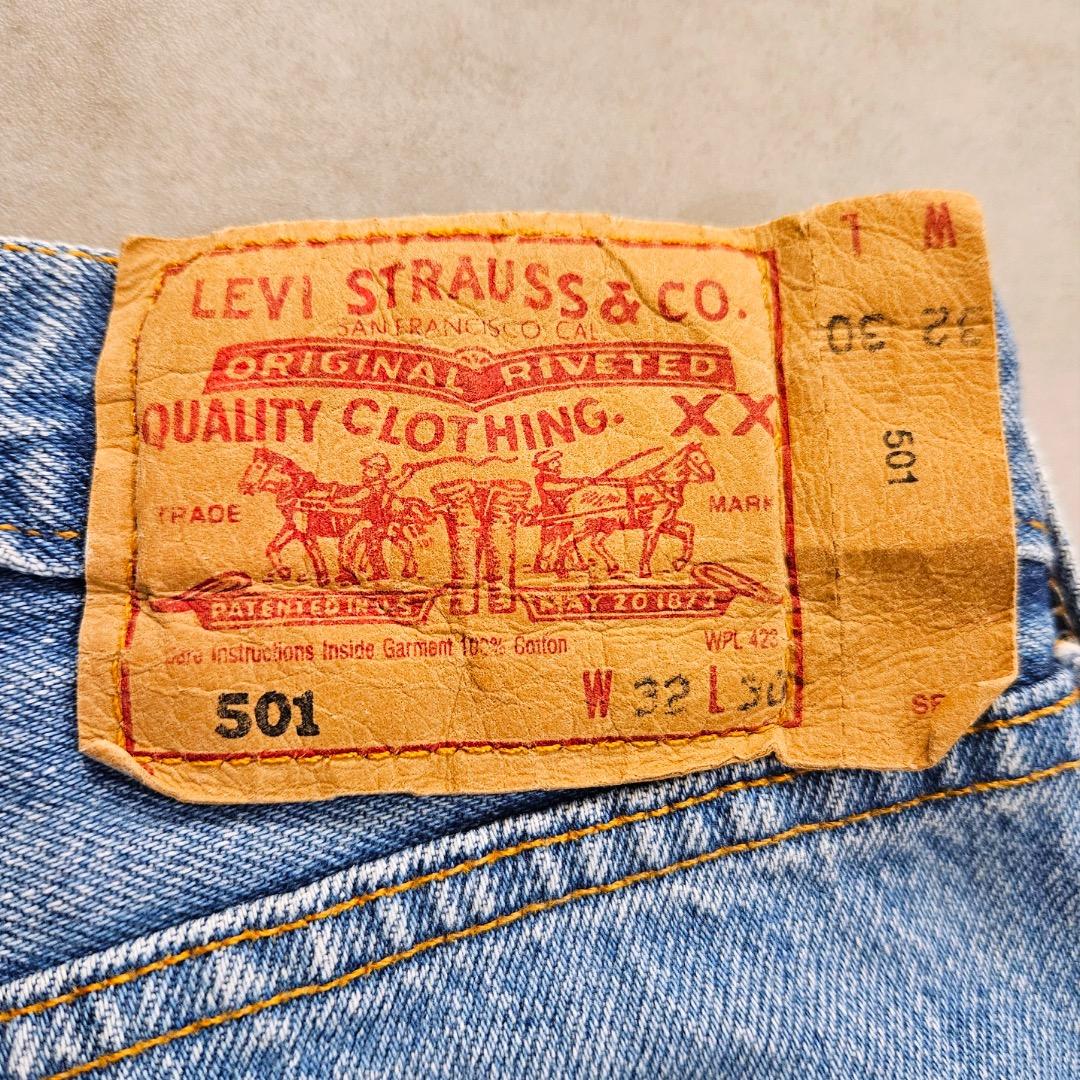 LEVI STRAUSS & CO.
SAN FRANCISCO CAL
ORIGINAL RIVETED
QUALITY CLOTHING. XX
TRADE MARK
PATENTED IN U.S. MAY 20 1873
Care Instructions Inside Garment 100% Cotton WPL 423
501 W 32 L 30
L W
32 30
501